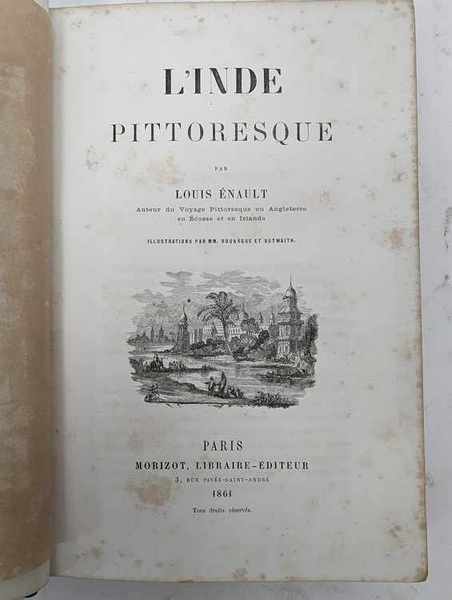 L'INDE
PITTORESQUE
PAR
LOUIS ÉNAULT
Auteur du Voyage Pittoresque en Angleterre
en Écosse et en Irlande
ILLUSTRATIONS PAR MM. ROUARGUE ET OUTWAITH.
PARIS
MORIZOT, LIBRAIRE-ÉDITEUR
3, RUE PAVÉE-SAINT-ANDRÉ
1861
Tous droits réservés.